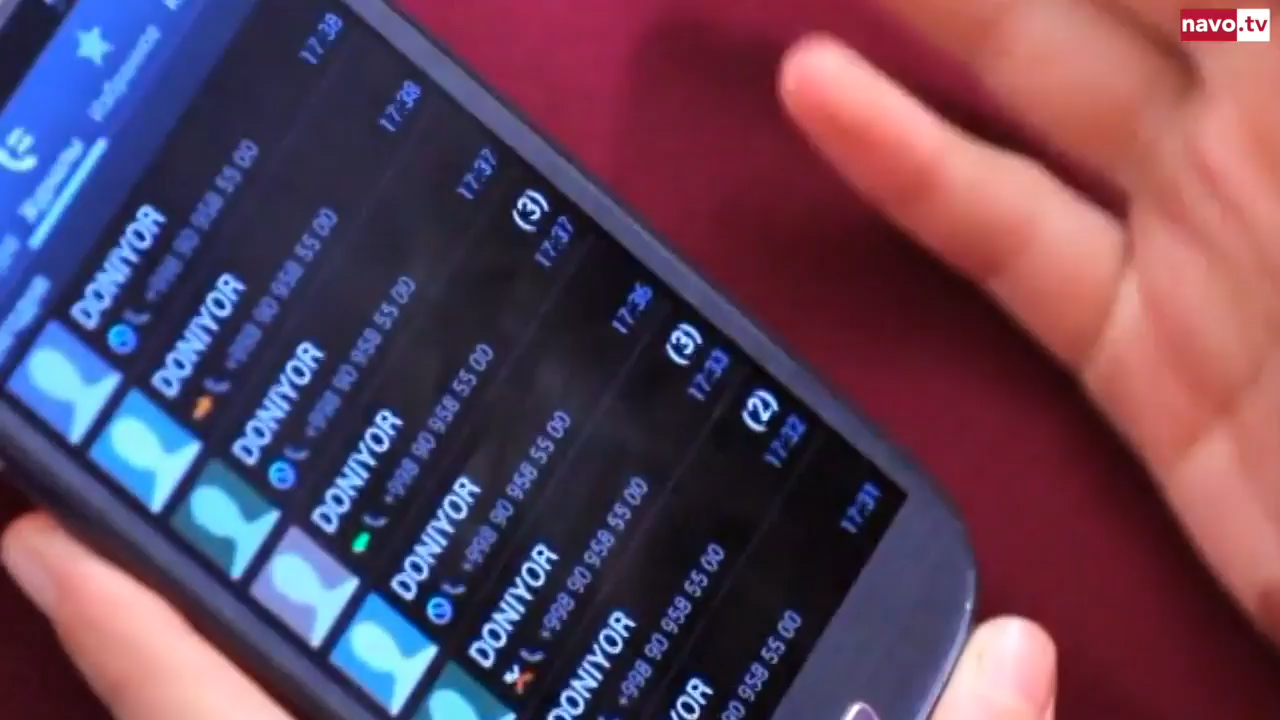 navo.tv
Избранное
Журналы
DONIYOR
+998 90 958 55 00
17:38
DONIYOR
+998 90 958 55 00
17:38
DONIYOR
+998 90 958 55 00
17:37
DONIYOR (3)
+998 90 958 55 00
17:37
DONIYOR
+998 90 958 55 00
17:36
DONIYOR (3)
+998 90 958 55 00
17:33
DONIYOR (2)
+998 90 958 55 00
17:32
YOR
90 958 55 00
17:31